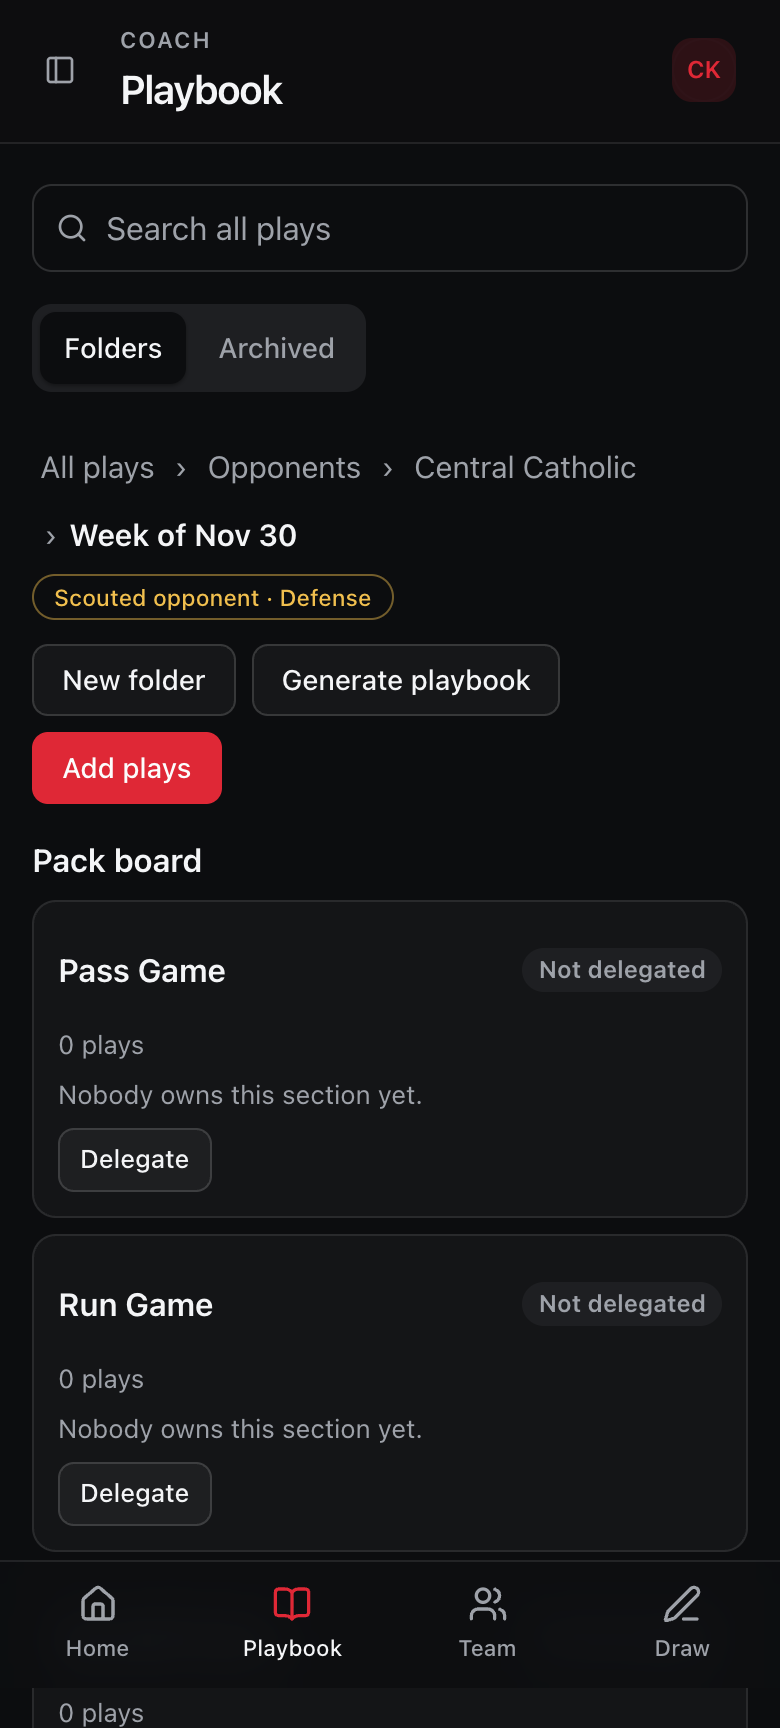 COACH
Playbook
CK
Search all plays
Folders
Archived
All plays › Opponents › Central Catholic
› Week of Nov 30
Scouted opponent · Defense
New folder
Generate playbook
Add plays
Pack board
Pass Game
Not delegated
0 plays
Nobody owns this section yet.
Delegate
Run Game
Not delegated
0 plays
Nobody owns this section yet.
Delegate
Home
Playbook
Team
Draw
0 plays